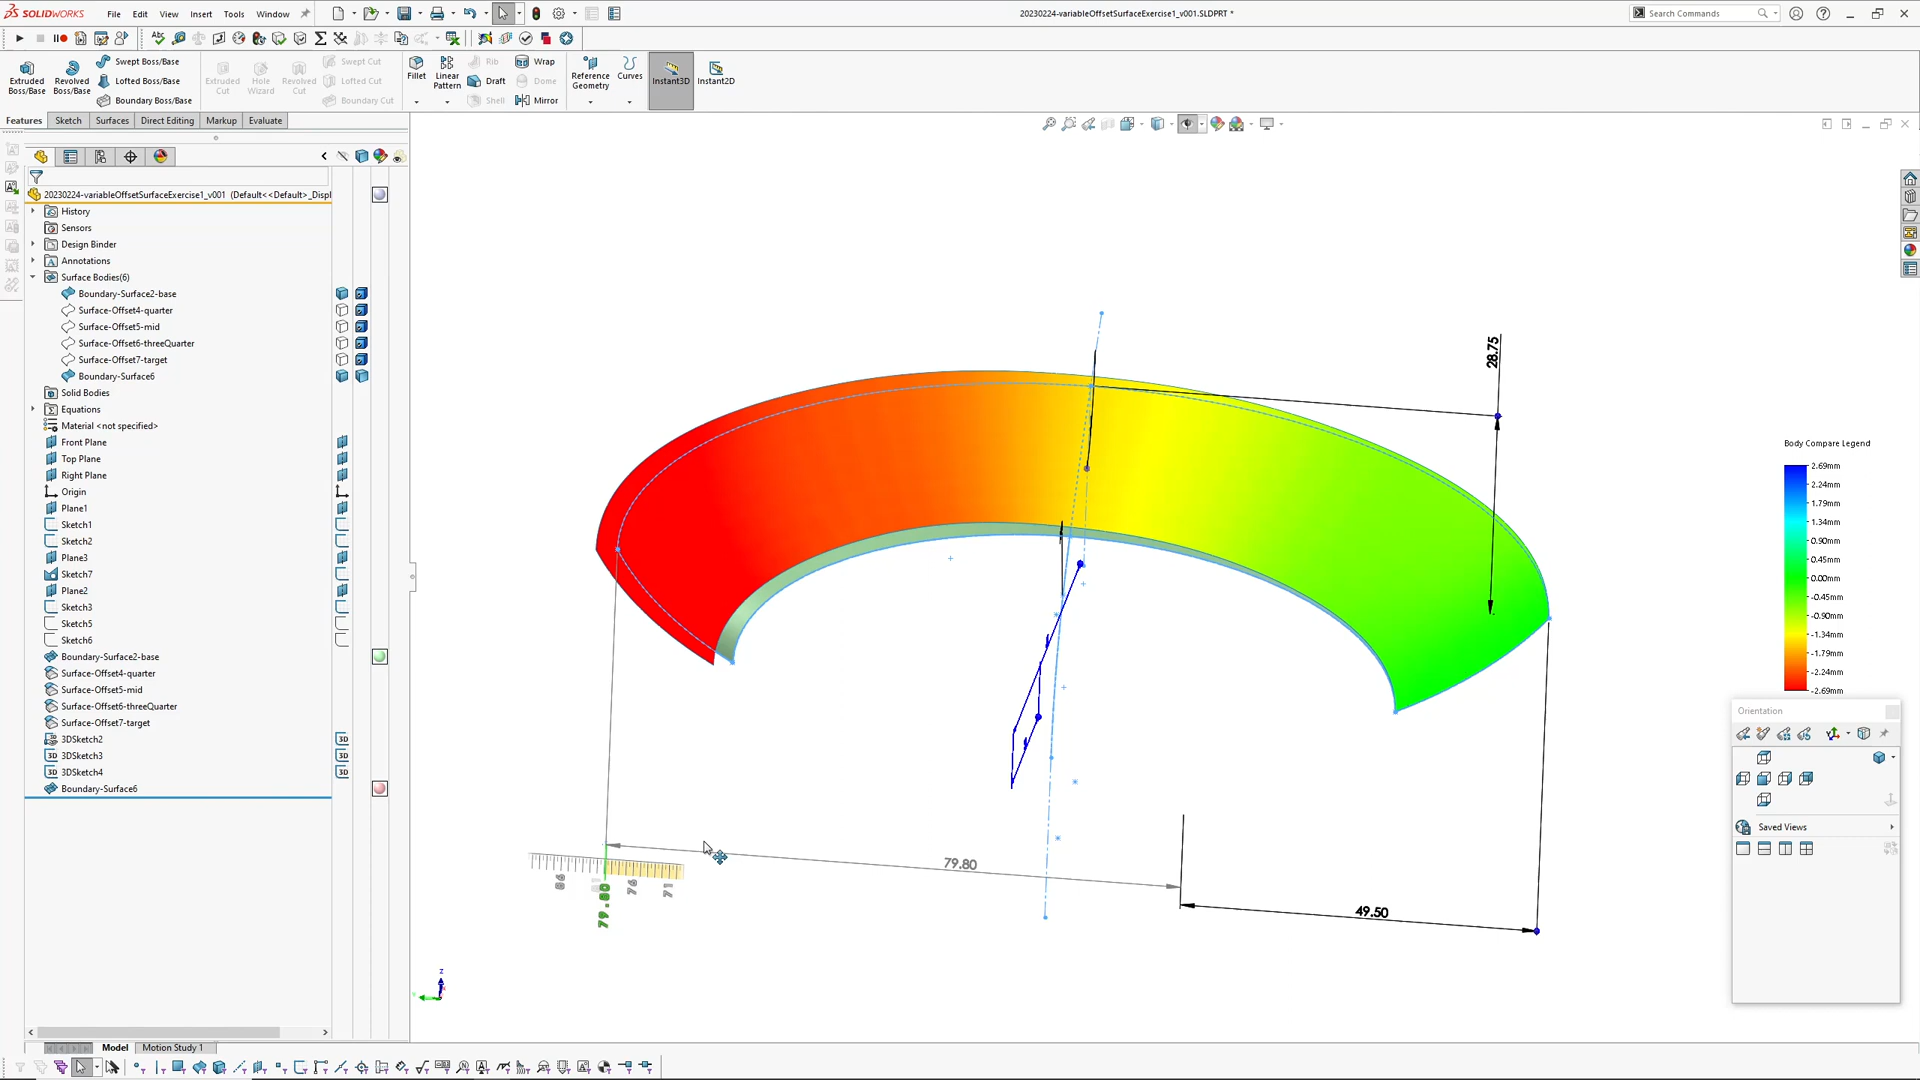 SOLIDWORKS File Edit View Insert Tools Window 20230224-variableOffsetSurfaceExercise1_v001.SLDPRT * Search Commands
Extruded Boss/Base
Revolved Boss/Base
Swept Boss/Base
Lofted Boss/Base
Boundary Boss/Base
Extruded Cut
Hole Wizard
Revolved Cut
Swept Cut
Lofted Cut
Boundary Cut
Fillet
Linear Pattern
Rib
Draft
Shell
Wrap
Dome
Mirror
Reference Geometry
Curves
Instant3D
Instant2D
Features Sketch Surfaces Direct Editing Markup Evaluate
20230224-variableOffsetSurfaceExercise1_v001 (Default<<Default>_Displ
History
Sensors
Design Binder
Annotations
Surface Bodies(6)
Boundary-Surface2-base
Surface-Offset4-quarter
Surface-Offset5-mid
Surface-Offset6-threeQuarter
Surface-Offset7-target
Boundary-Surface6
Solid Bodies
Equations
Material <not specified>
Front Plane
Top Plane
Right Plane
Origin
Plane1
Sketch1
Sketch2
Plane3
Sketch7
Plane2
Sketch3
Sketch5
Sketch6
Boundary-Surface2-base
Surface-Offset4-quarter
Surface-Offset5-mid
Surface-Offset6-threeQuarter
Surface-Offset7-target
3DSketch2
3DSketch3
3DSketch4
Boundary-Surface6
28.75
79.80
49.50
79.80
76
71
Body Compare Legend
2.69mm
2.24mm
1.79mm
1.34mm
0.90mm
0.45mm
0.00mm
-0.45mm
-0.90mm
-1.34mm
-1.79mm
-2.24mm
-2.69mm
Orientation
Saved Views
Z
Model Motion Study 1